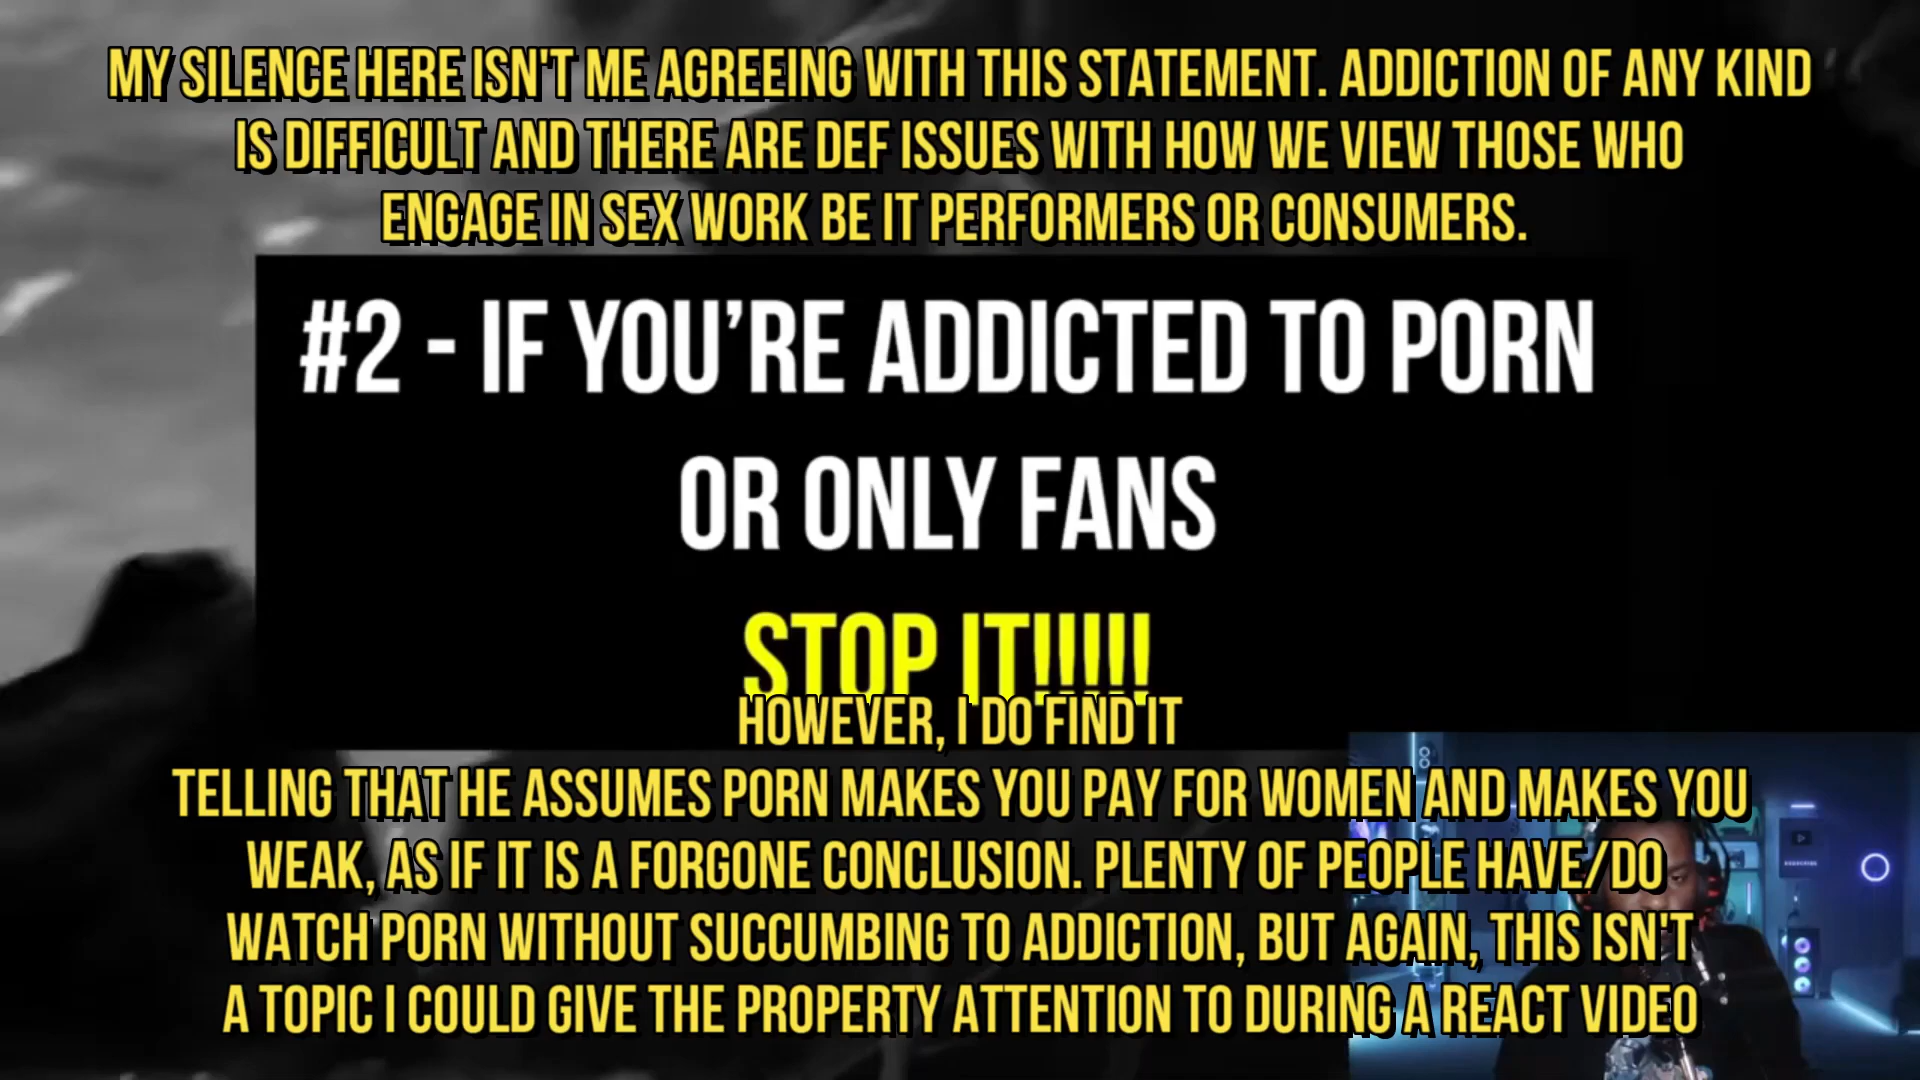 MY SILENCE HERE ISN'T ME AGREEING WITH THIS STATEMENT. ADDICTION OF ANY KIND
IS DIFFICULT AND THERE ARE DEF ISSUES WITH HOW WE VIEW THOSE WHO
ENGAGE IN SEX WORK BE IT PERFORMERS OR CONSUMERS.
#2 - IF YOU’RE ADDICTED TO PORN
OR ONLY FANS
STOP IT!!!!!
HOWEVER, I DO FIND IT
TELLING THAT HE ASSUMES PORN MAKES YOU PAY FOR WOMEN AND MAKES YOU
WEAK, AS IF IT IS A FORGONE CONCLUSION. PLENTY OF PEOPLE HAVE/DO
WATCH PORN WITHOUT SUCCUMBING TO ADDICTION, BUT AGAIN, THIS ISN'T
A TOPIC I COULD GIVE THE PROPERTY ATTENTION TO DURING A REACT VIDEO